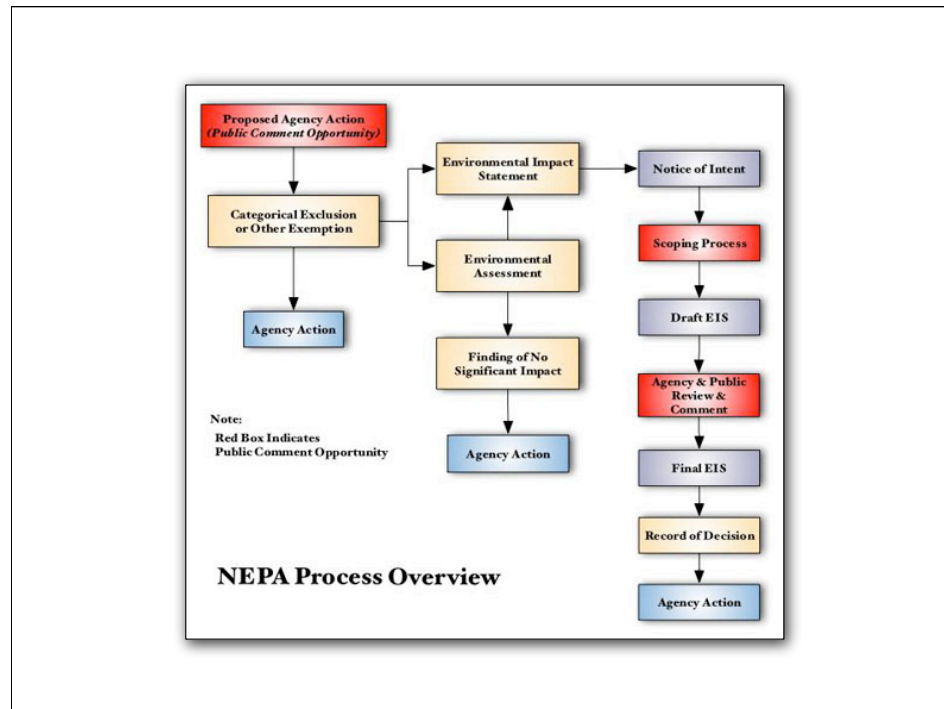 Proposed Agency Action
(Public Comment Opportunity)
Categorical Exclusion
or Other Exemption
Agency Action
Environmental Impact
Statement
Environmental
Assessment
Finding of No
Significant Impact
Agency Action
Notice of Intent
Scoping Process
Draft EIS
Agency & Public
Review &
Comment
Final EIS
Record of Decision
Agency Action
Note:
Red Box Indicates
Public Comment Opportunity
NEPA Process Overview